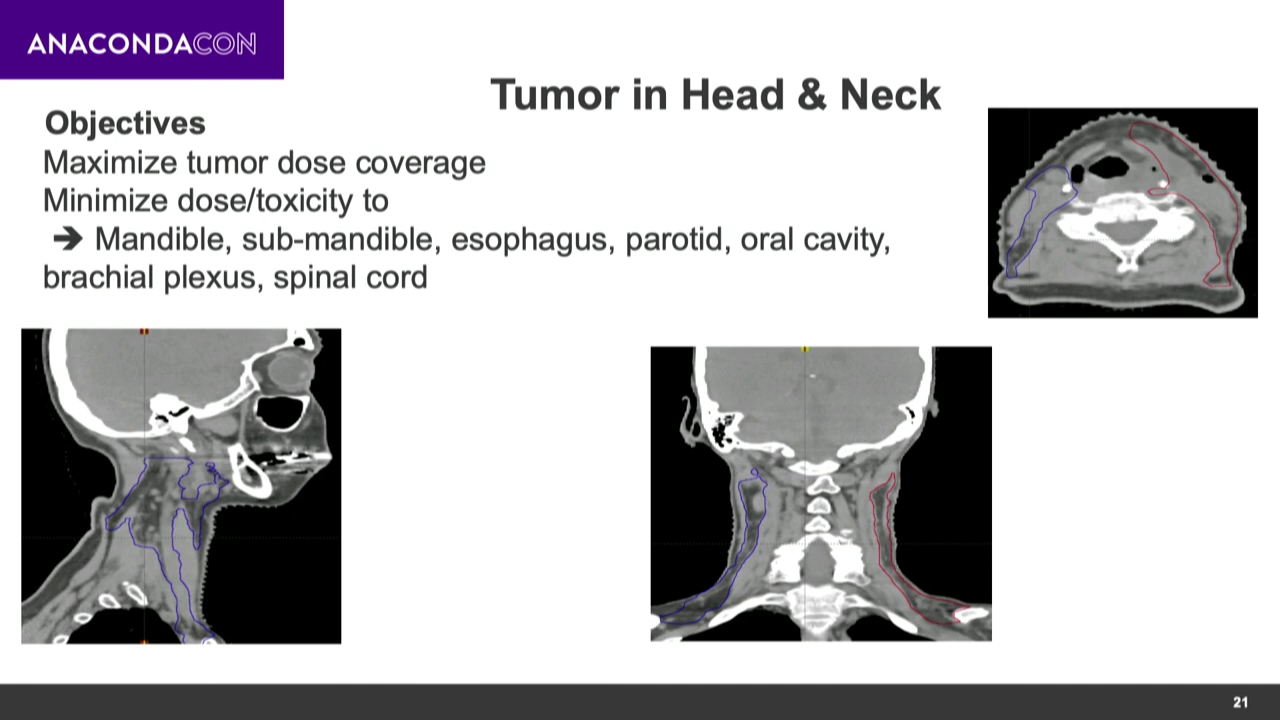 ANACONDACON
Tumor in Head & Neck
Objectives
Maximize tumor dose coverage
Minimize dose/toxicity to
➔ Mandible, sub-mandible, esophagus, parotid, oral cavity,
brachial plexus, spinal cord
21